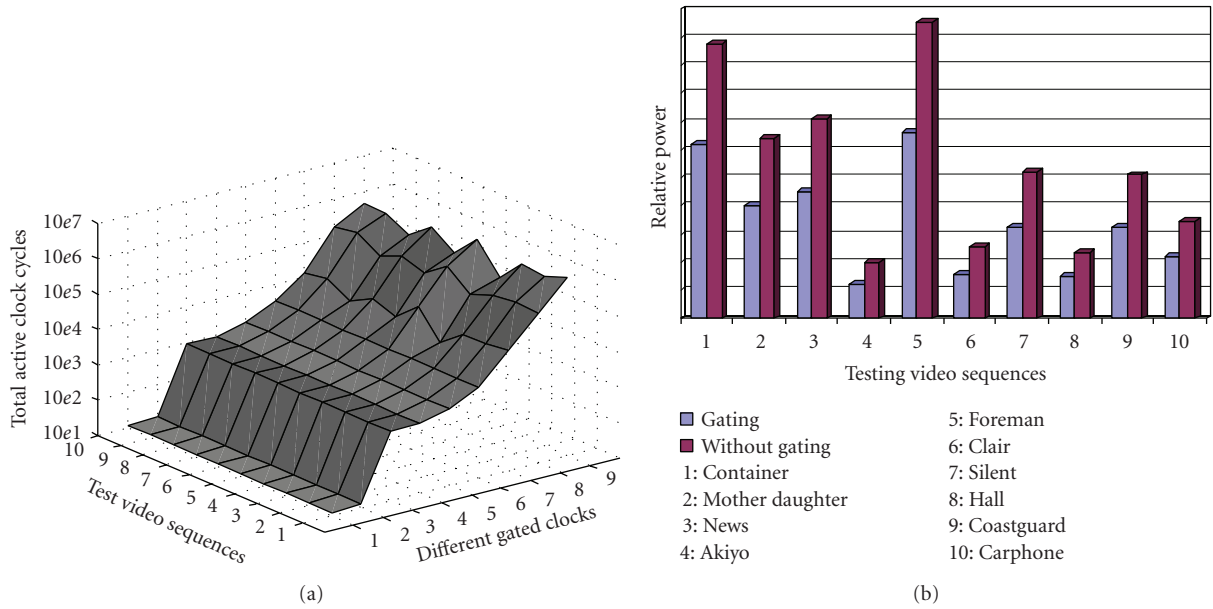 10e7
10e6
10e5
10e4
10e3
10e2
10e1
Total active clock cycles
10 9 8 7 6 5 4 3 2 1
Test video sequences
1 2 3 4 5 6 7 8 9
Different gated clocks
(a)
Relative power
1 2 3 4 5 6 7 8 9 10
Testing video sequences
Gating
Without gating
1: Container
2: Mother daughter
3: News
4: Akiyo
5: Foreman
6: Clair
7: Silent
8: Hall
9: Coastguard
10: Carphone
(b)